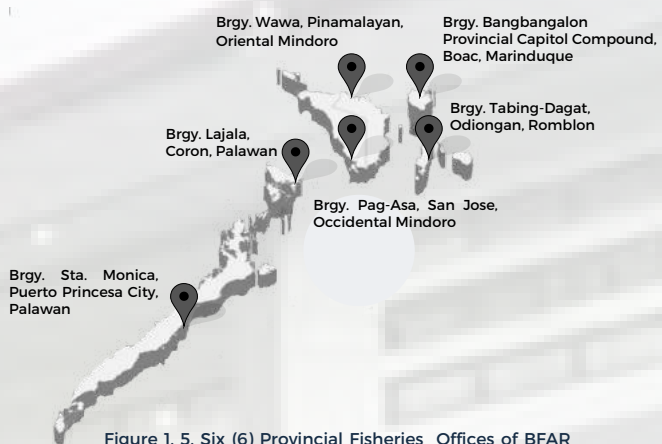 Brgy. Wawa, Pinamalayan,
Oriental Mindoro
Brgy. Bangbangalon
Provincial Capitol Compound,
Boac, Marinduque
Brgy. Tabing-Dagat,
Odiongan, Romblon
Brgy. Lajala,
Coron, Palawan
Brgy. Pag-Asa, San Jose,
Occidental Mindoro
Brgy. Sta. Monica,
Puerto Princesa City,
Palawan
Figure 1. 5. Six (6) Provincial Fisheries Offices of BFAR